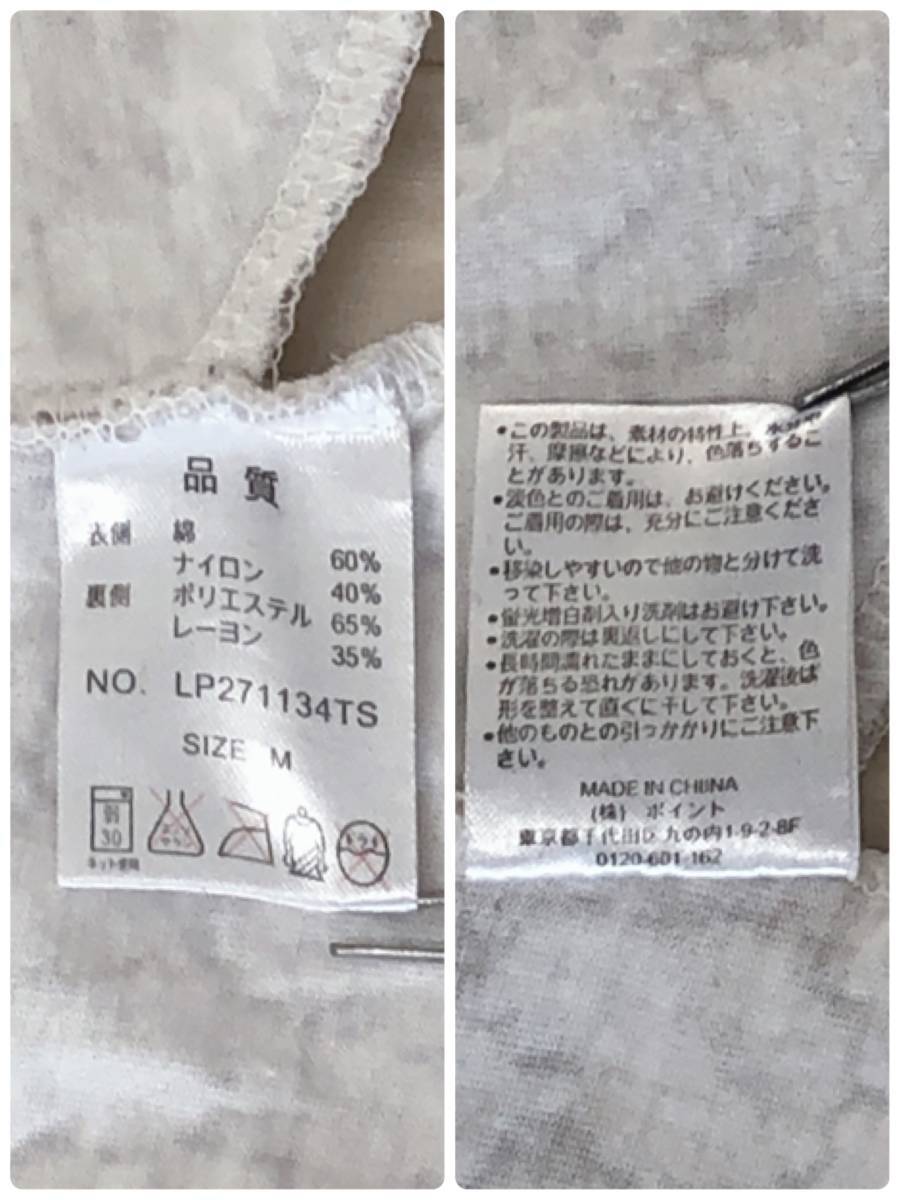 品質
表側 綿 60%
ナイロン 40%
裏側 ポリエステル 65%
レーヨン 35%
NO. LP271134TS
SIZE M
弱
30
ネット使用
エンソ
サラシ
ドライ
•この製品は、素材の特性上、水分や
汗、摩擦などにより、色落ちするこ
とがあります。
•淡色とのご着用は、お避けください。
ご着用の際は、充分にご注意くださ
い。
•移染しやすいので他の物と分けて洗
って下さい。
•蛍光増白剤入り洗剤はお避け下さい。
•洗濯の際は裏返しにして下さい。
•長時間濡れたままにしておくと、色
が落ちる恐れがあります。洗濯後は
形を整えて直ぐに干して下さい。
•他のものとの引っかかりにご注意下
さい。
MADE IN CHINA
(株) ポイント
東京都千代田区丸の内1-9-2-8F
0120-601-162